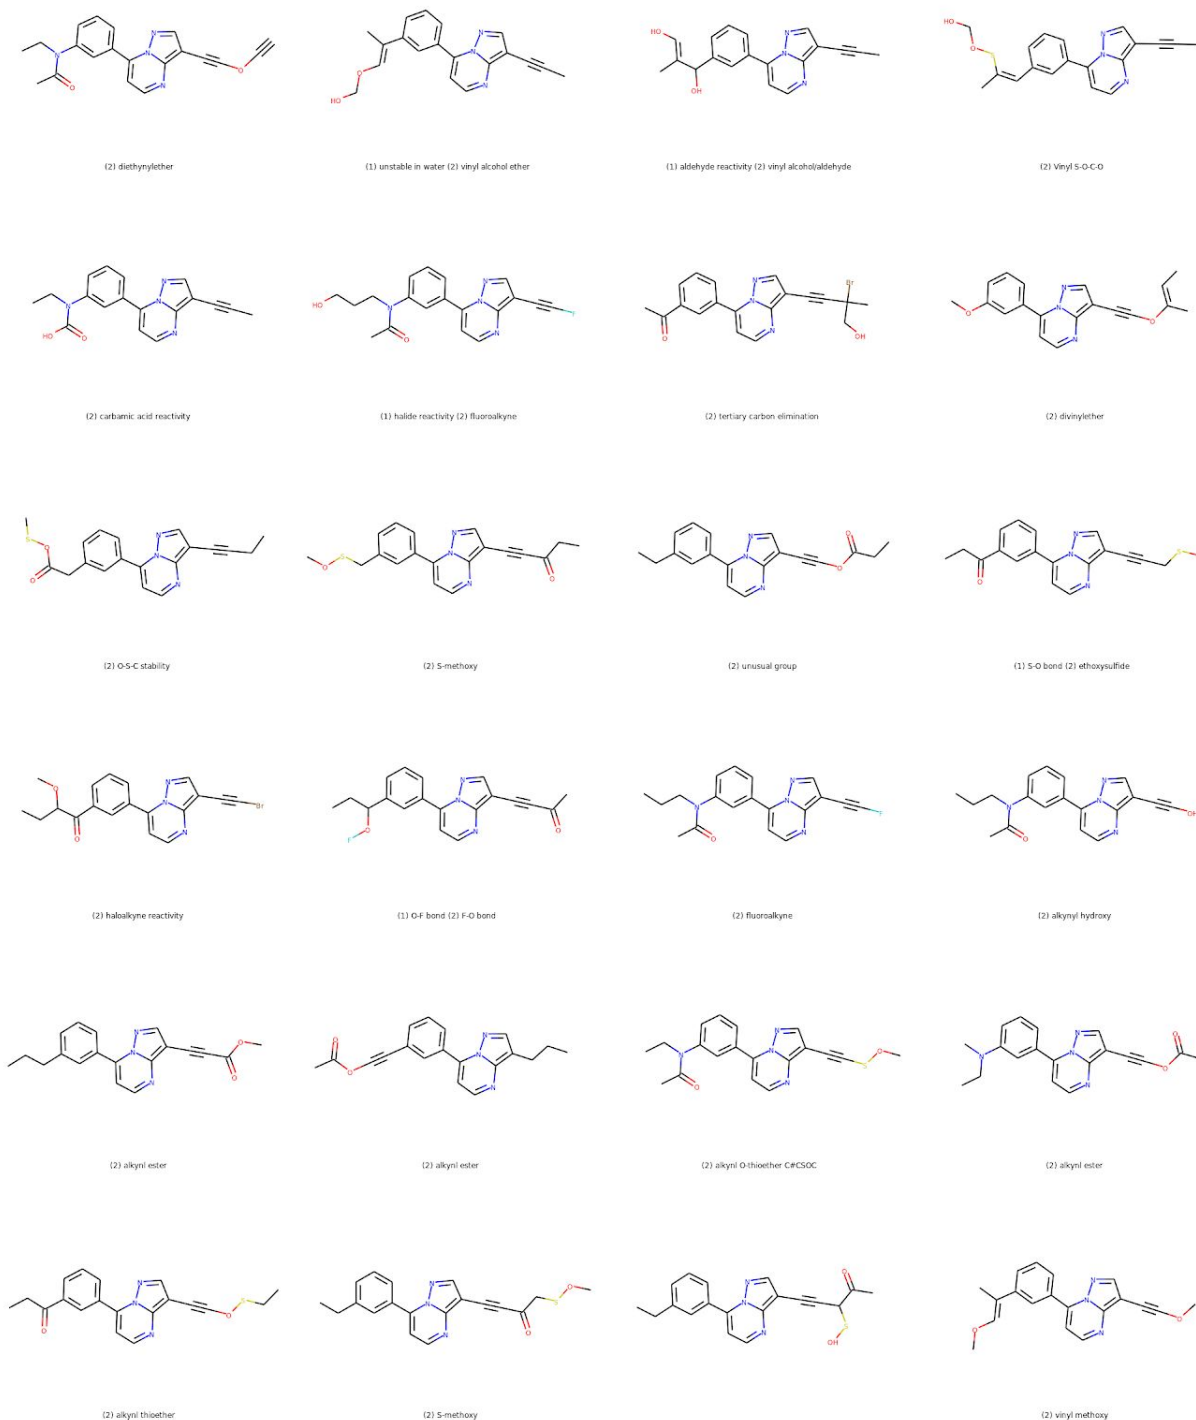 (2) diethynylether
(1) unstable in water (2) vinyl alcohol ether
(1) aldehyde reactivity (2) vinyl alcohol/aldehyde
(2) Vinyl S-O-C-O
(2) carbamic acid reactivity
(1) halide reactivity (2) fluoroalkyne
(2) tertiary carbon elimination
(2) divinylether
(2) O-S-C stability
(2) S-methoxy
(2) unusual group
(1) S-O bond (2) ethoxysulfide
(2) haloalkyne reactivity
(1) O-F bond (2) F-O bond
(2) fluoroalkyne
(2) alkynyl hydroxy
(2) alkynl ester
(2) alkynl ester
(2) alkynl O-thioether C#CSOC
(2) alkynl ester
(2) alkynl thioether
(2) S-methoxy
(2) vinyl methoxy